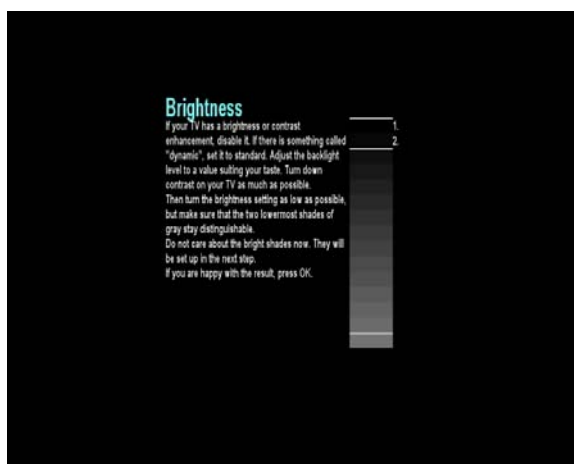 Brightness
If your TV has a brightness or contrast
enhancement, disable it. If there is something called
"dynamic", set it to standard. Adjust the backlight
level to a value suiting your taste. Turn down
contrast on your TV as much as possible.
Then turn the brightness setting as low as possible,
but make sure that the two lowermost shades of
gray stay distinguishable.
Do not care about the bright shades now. They will
be set up in the next step.
If you are happy with the result, press OK.
1.
2.